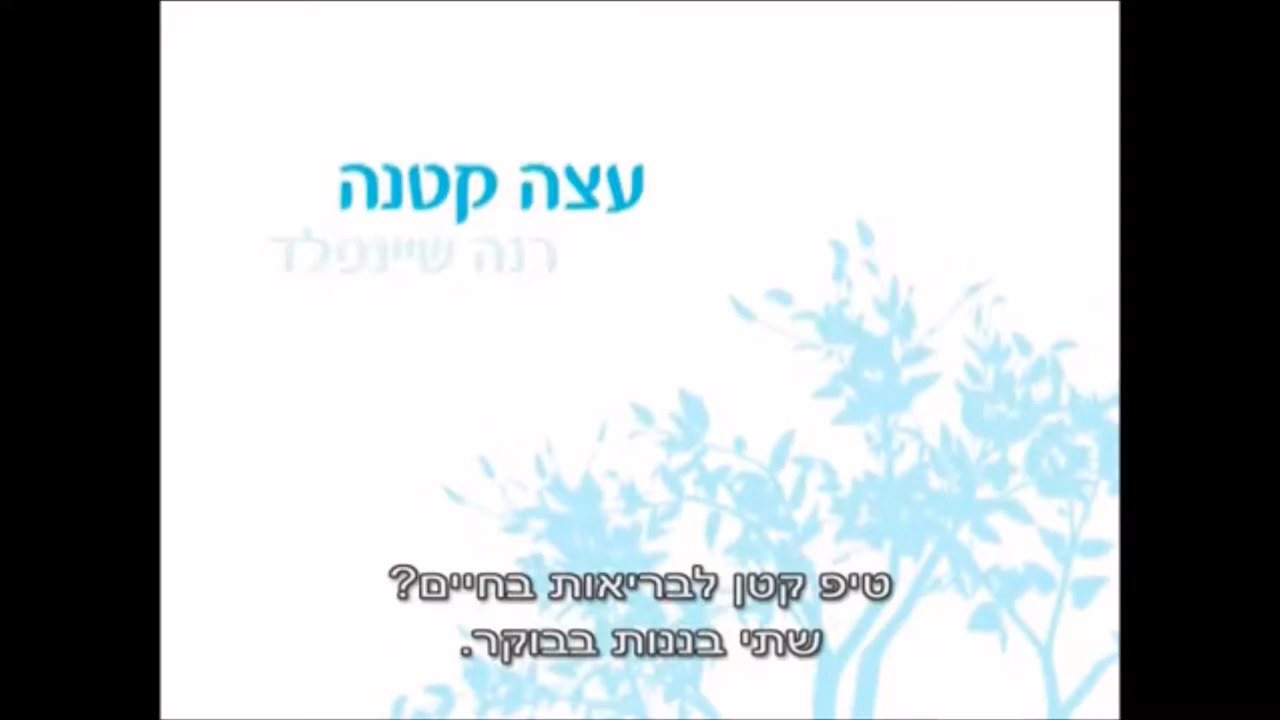 עצה קטנה
רנה שיינפלד
טיפ קטן לבריאות בחיים?
שתי בננות בבוקר.